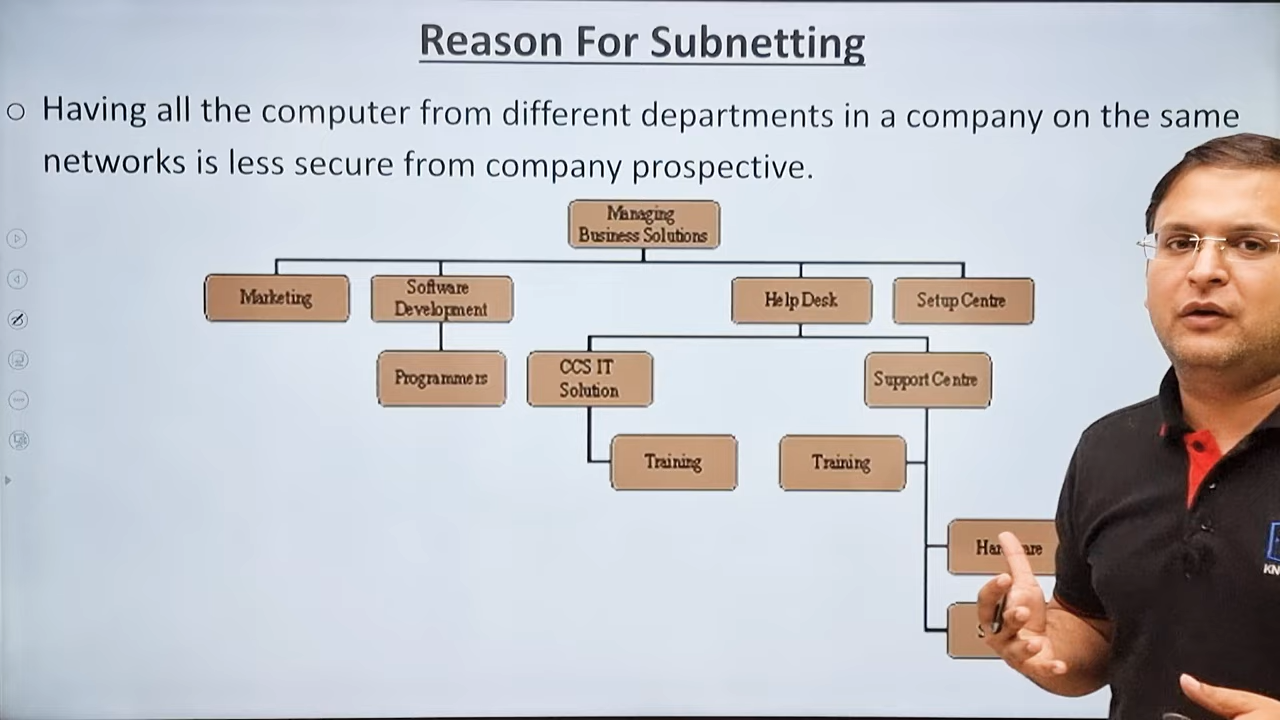 Reason For Subnetting
Having all the computer from different departments in a company on the same
networks is less secure from company prospective.
Managing
Business Solutions
Marketing
Software
Development
Help Desk
Setup Centre
Programmers
CCS IT
Solution
Support Centre
Training
Training
Hardware
KN